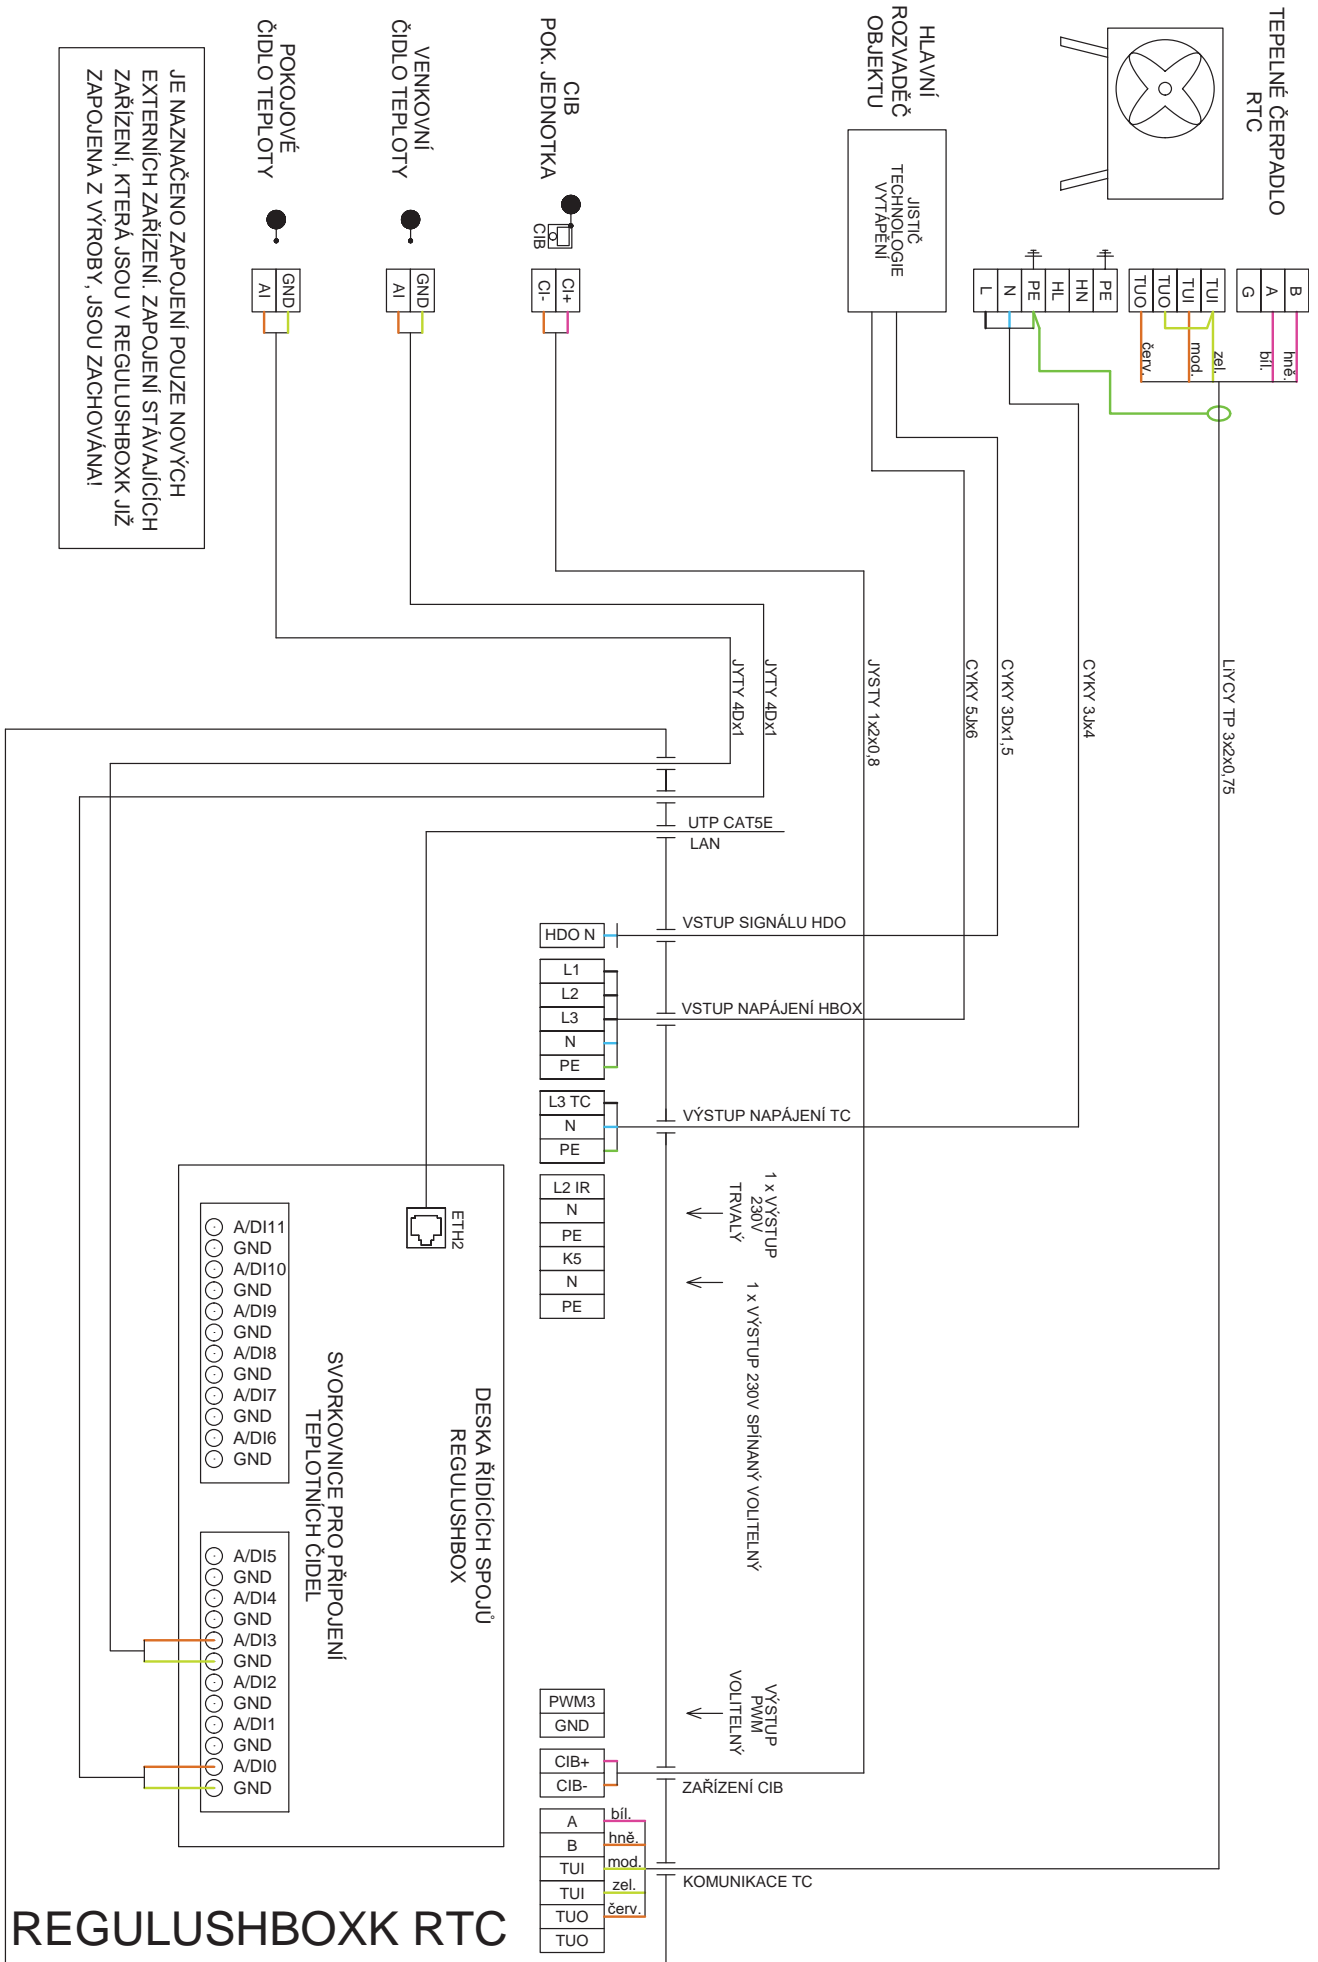 TEPELNÉ ČERPADLO
RTC
B
A
G
TUI
TUI
TUO
TUO
hně.
bíl.
zel.
mod.
červ.
PE
HN
HL
PE
N
L
HLAVNÍ
ROZVADĚČ
OBJEKTU
JISTIČ
TECHNOLOGIE
VYTÁPĚNÍ
CIB
POK. JEDNOTKA
CIB
CI+
CI-
VENKOVNÍ
ČIDLO TEPLOTY
GND
AI
POKOJOVÉ
ČIDLO TEPLOTY
GND
AI
JE NAZNAČENO ZAPOJENÍ POUZE NOVÝCH
EXTERNÍCH ZAŘÍZENÍ. ZAPOJENÍ STÁVAJÍCÍCH
ZAŘÍZENÍ, KTERÁ JSOU V REGULUSHBOXK JIŽ
ZAPOJENA Z VÝROBY, JSOU ZACHOVÁNA!
LiYCY TP 3x2x0,75
CYKY 3Jx4
CYKY 3Dx1,5
CYKY 5Jx6
JYSTY 1x2x0,8
JYTY 4Dx1
JYTY 4Dx1
UTP CAT5E
LAN
VSTUP SIGNÁLU HDO
HDO N
L1
L2
L3
N
PE
VSTUP NAPÁJENÍ HBOX
L3 TC
N
PE
VÝSTUP NAPÁJENÍ TC
L2 IR
N
PE
K5
N
PE
1 x VÝSTUP
230V
TRVALÝ
1 x VÝSTUP 230V SPÍNANÝ VOLITELNÝ
ETH2
DESKA ŘÍDÍCÍCH SPOJŮ
REGULUSHBOX
SVORKOVNICE PRO PŘIPOJENÍ
TEPLOTNÍCH ČIDEL
A/DI11
GND
A/DI10
GND
A/DI9
GND
A/DI8
GND
A/DI7
GND
A/DI6
GND
A/DI5
GND
A/DI4
GND
A/DI3
GND
A/DI2
GND
A/DI1
GND
A/DI0
GND
VÝSTUP
PWM
VOLITELNÝ
PWM3
GND
CIB+
CIB-
ZAŘÍZENÍ CIB
A
B
TUI
TUI
TUO
TUO
bíl.
hně.
mod.
zel.
červ.
KOMUNIKACE TC
REGULUSHBOXK RTC